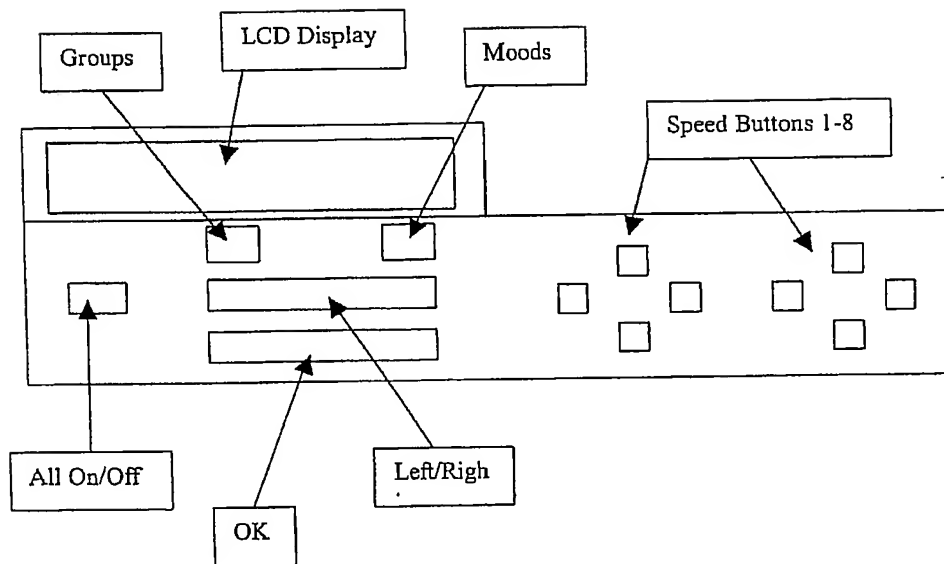 Groups
LCD Display
Moods
Speed Buttons 1-8
All On/Off
Left/Righ
OK